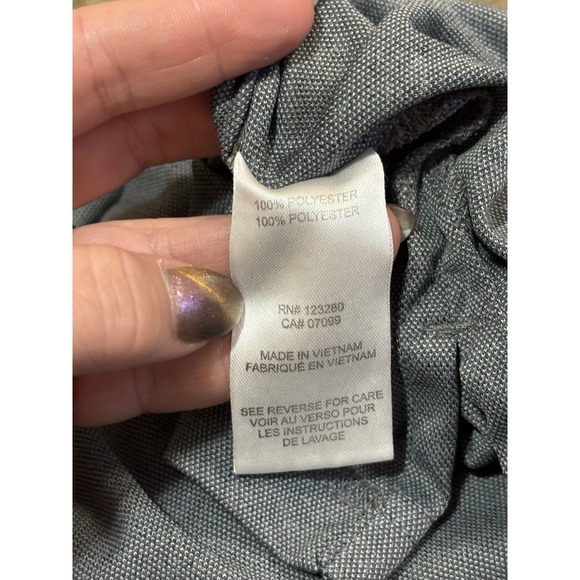 100% POLYESTER
100% POLYESTER
RN# 123280
CA# 07099
MADE IN VIETNAM
FABRIQUÉ EN VIETNAM
SEE REVERSE FOR CARE
VOIR AU VERSO POUR
LES INSTRUCTIONS
DE LAVAGE